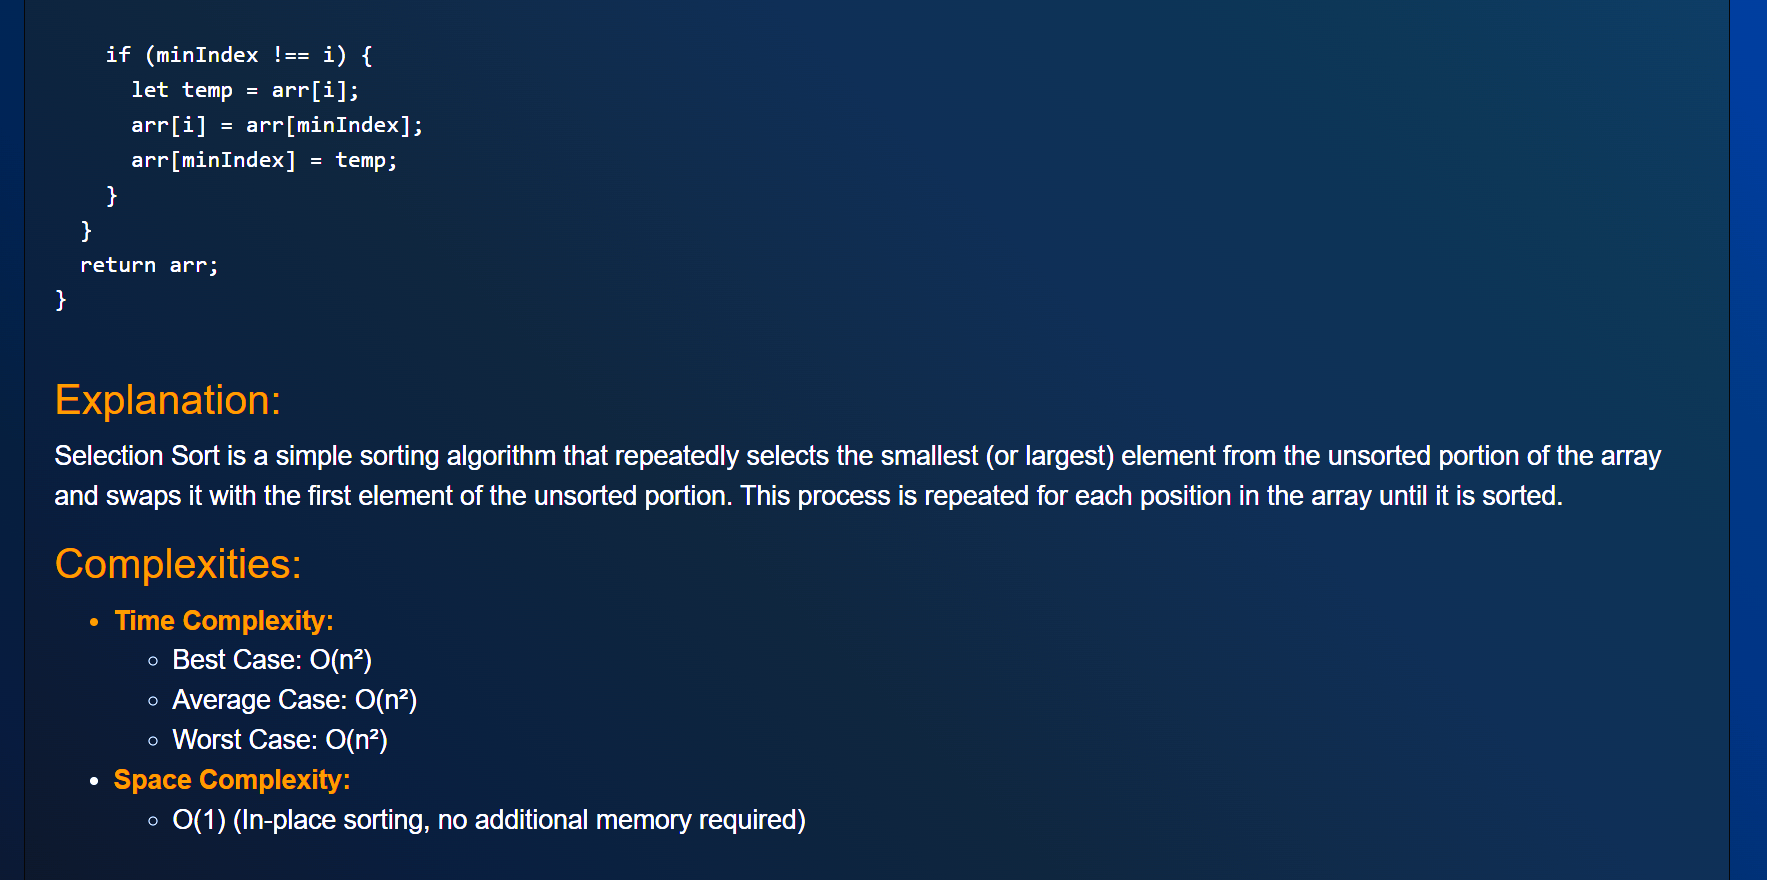 if (minIndex !== i) {
let temp = arr[i];
arr[i] = arr[minIndex];
arr[minIndex] = temp;
}
}
return arr;
}
Explanation:
Selection Sort is a simple sorting algorithm that repeatedly selects the smallest (or largest) element from the unsorted portion of the array
and swaps it with the first element of the unsorted portion. This process is repeated for each position in the array until it is sorted.
Complexities:
Time Complexity:
Best Case: O(n²)
Average Case: O(n²)
Worst Case: O(n²)
Space Complexity:
O(1) (In-place sorting, no additional memory required)